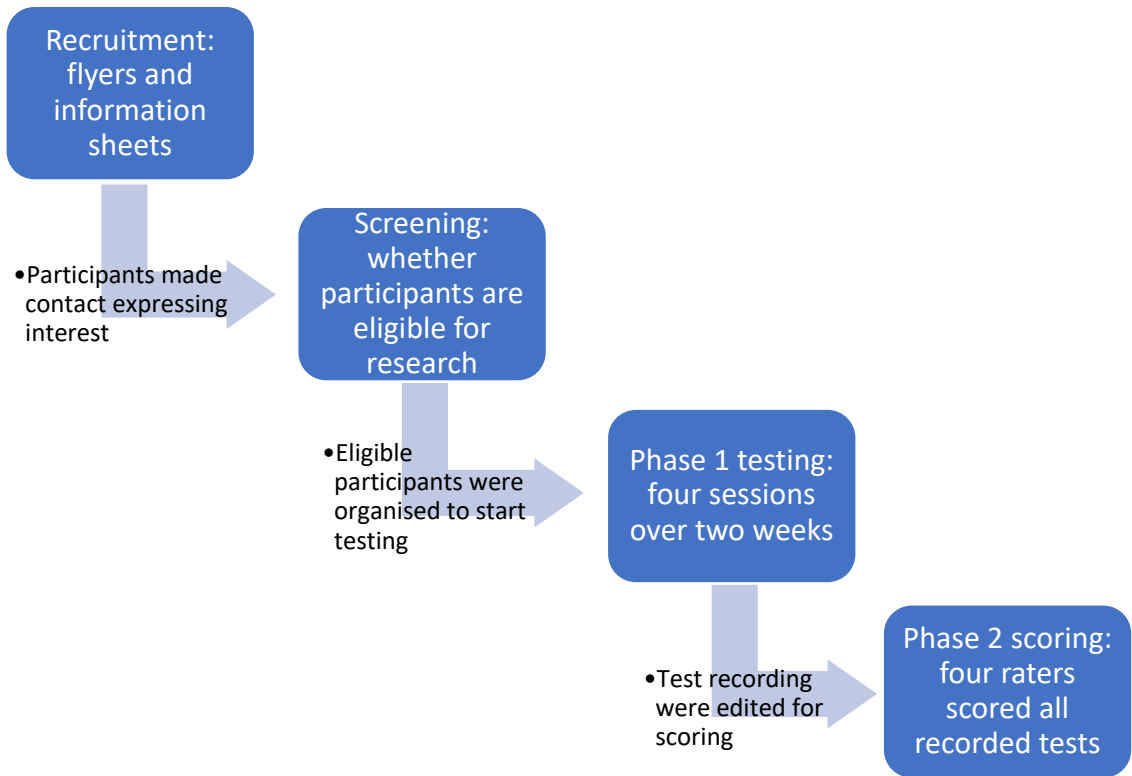 Recruitment:
flyers and
information
sheets
•Participants made
contact expressing
interest
Screening:
whether
participants are
eligible for
research
•Eligible
participants were
organised to start
testing
Phase 1 testing:
four sessions
over two weeks
•Test recording
were edited for
scoring
Phase 2 scoring:
four raters
scored all
recorded tests